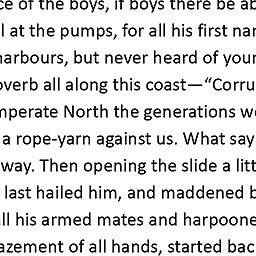 ce of the boys, if boys there be ab
l at the pumps, for all his first nar
harbours, but never heard of your
overb all along this coast—“Corru
mperate North the generations we
a rope-yarn against us. What say
way. Then opening the slide a litt
last hailed him, and maddened b
all his armed mates and harpoone
azement of all hands, started bac